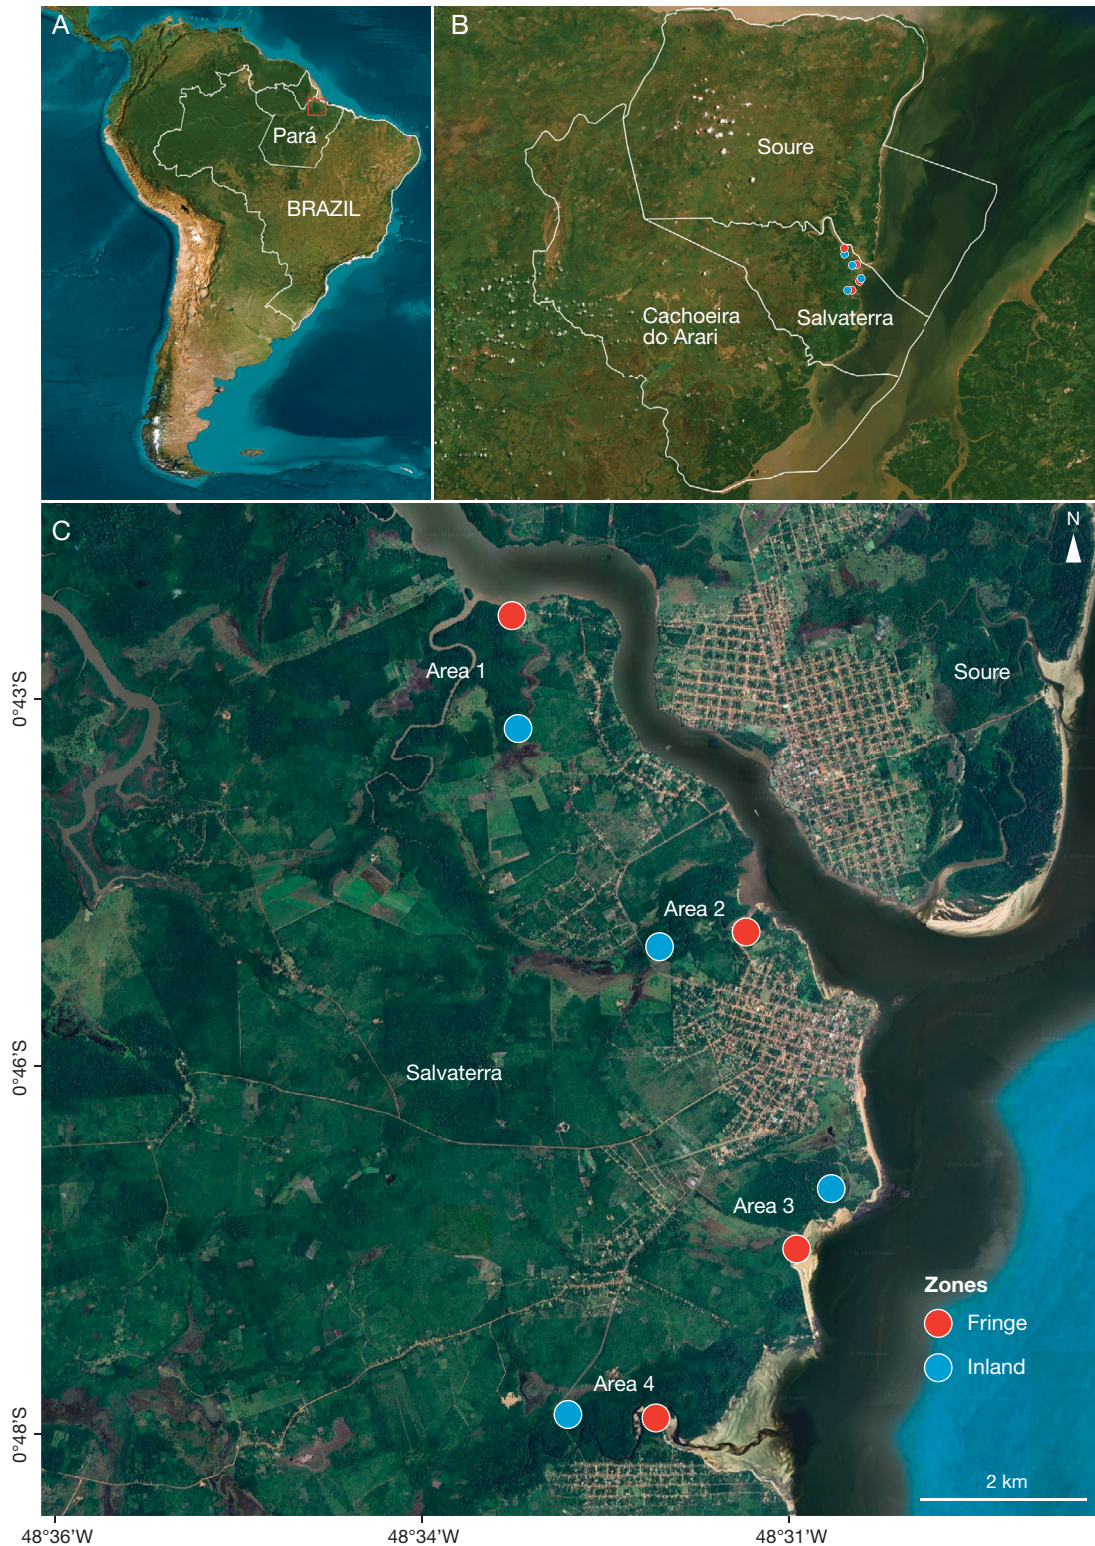 A
Pará
BRAZIL
B
Soure
Cachoeira
do Arari
Salvaterra
C
N
Area 1
Soure
0°43'S
Area 2
0°46'S
Salvaterra
Area 3
Zones
Fringe
Inland
Area 4
0°48'S
2 km
48°36'W
48°34'W
48°31'W